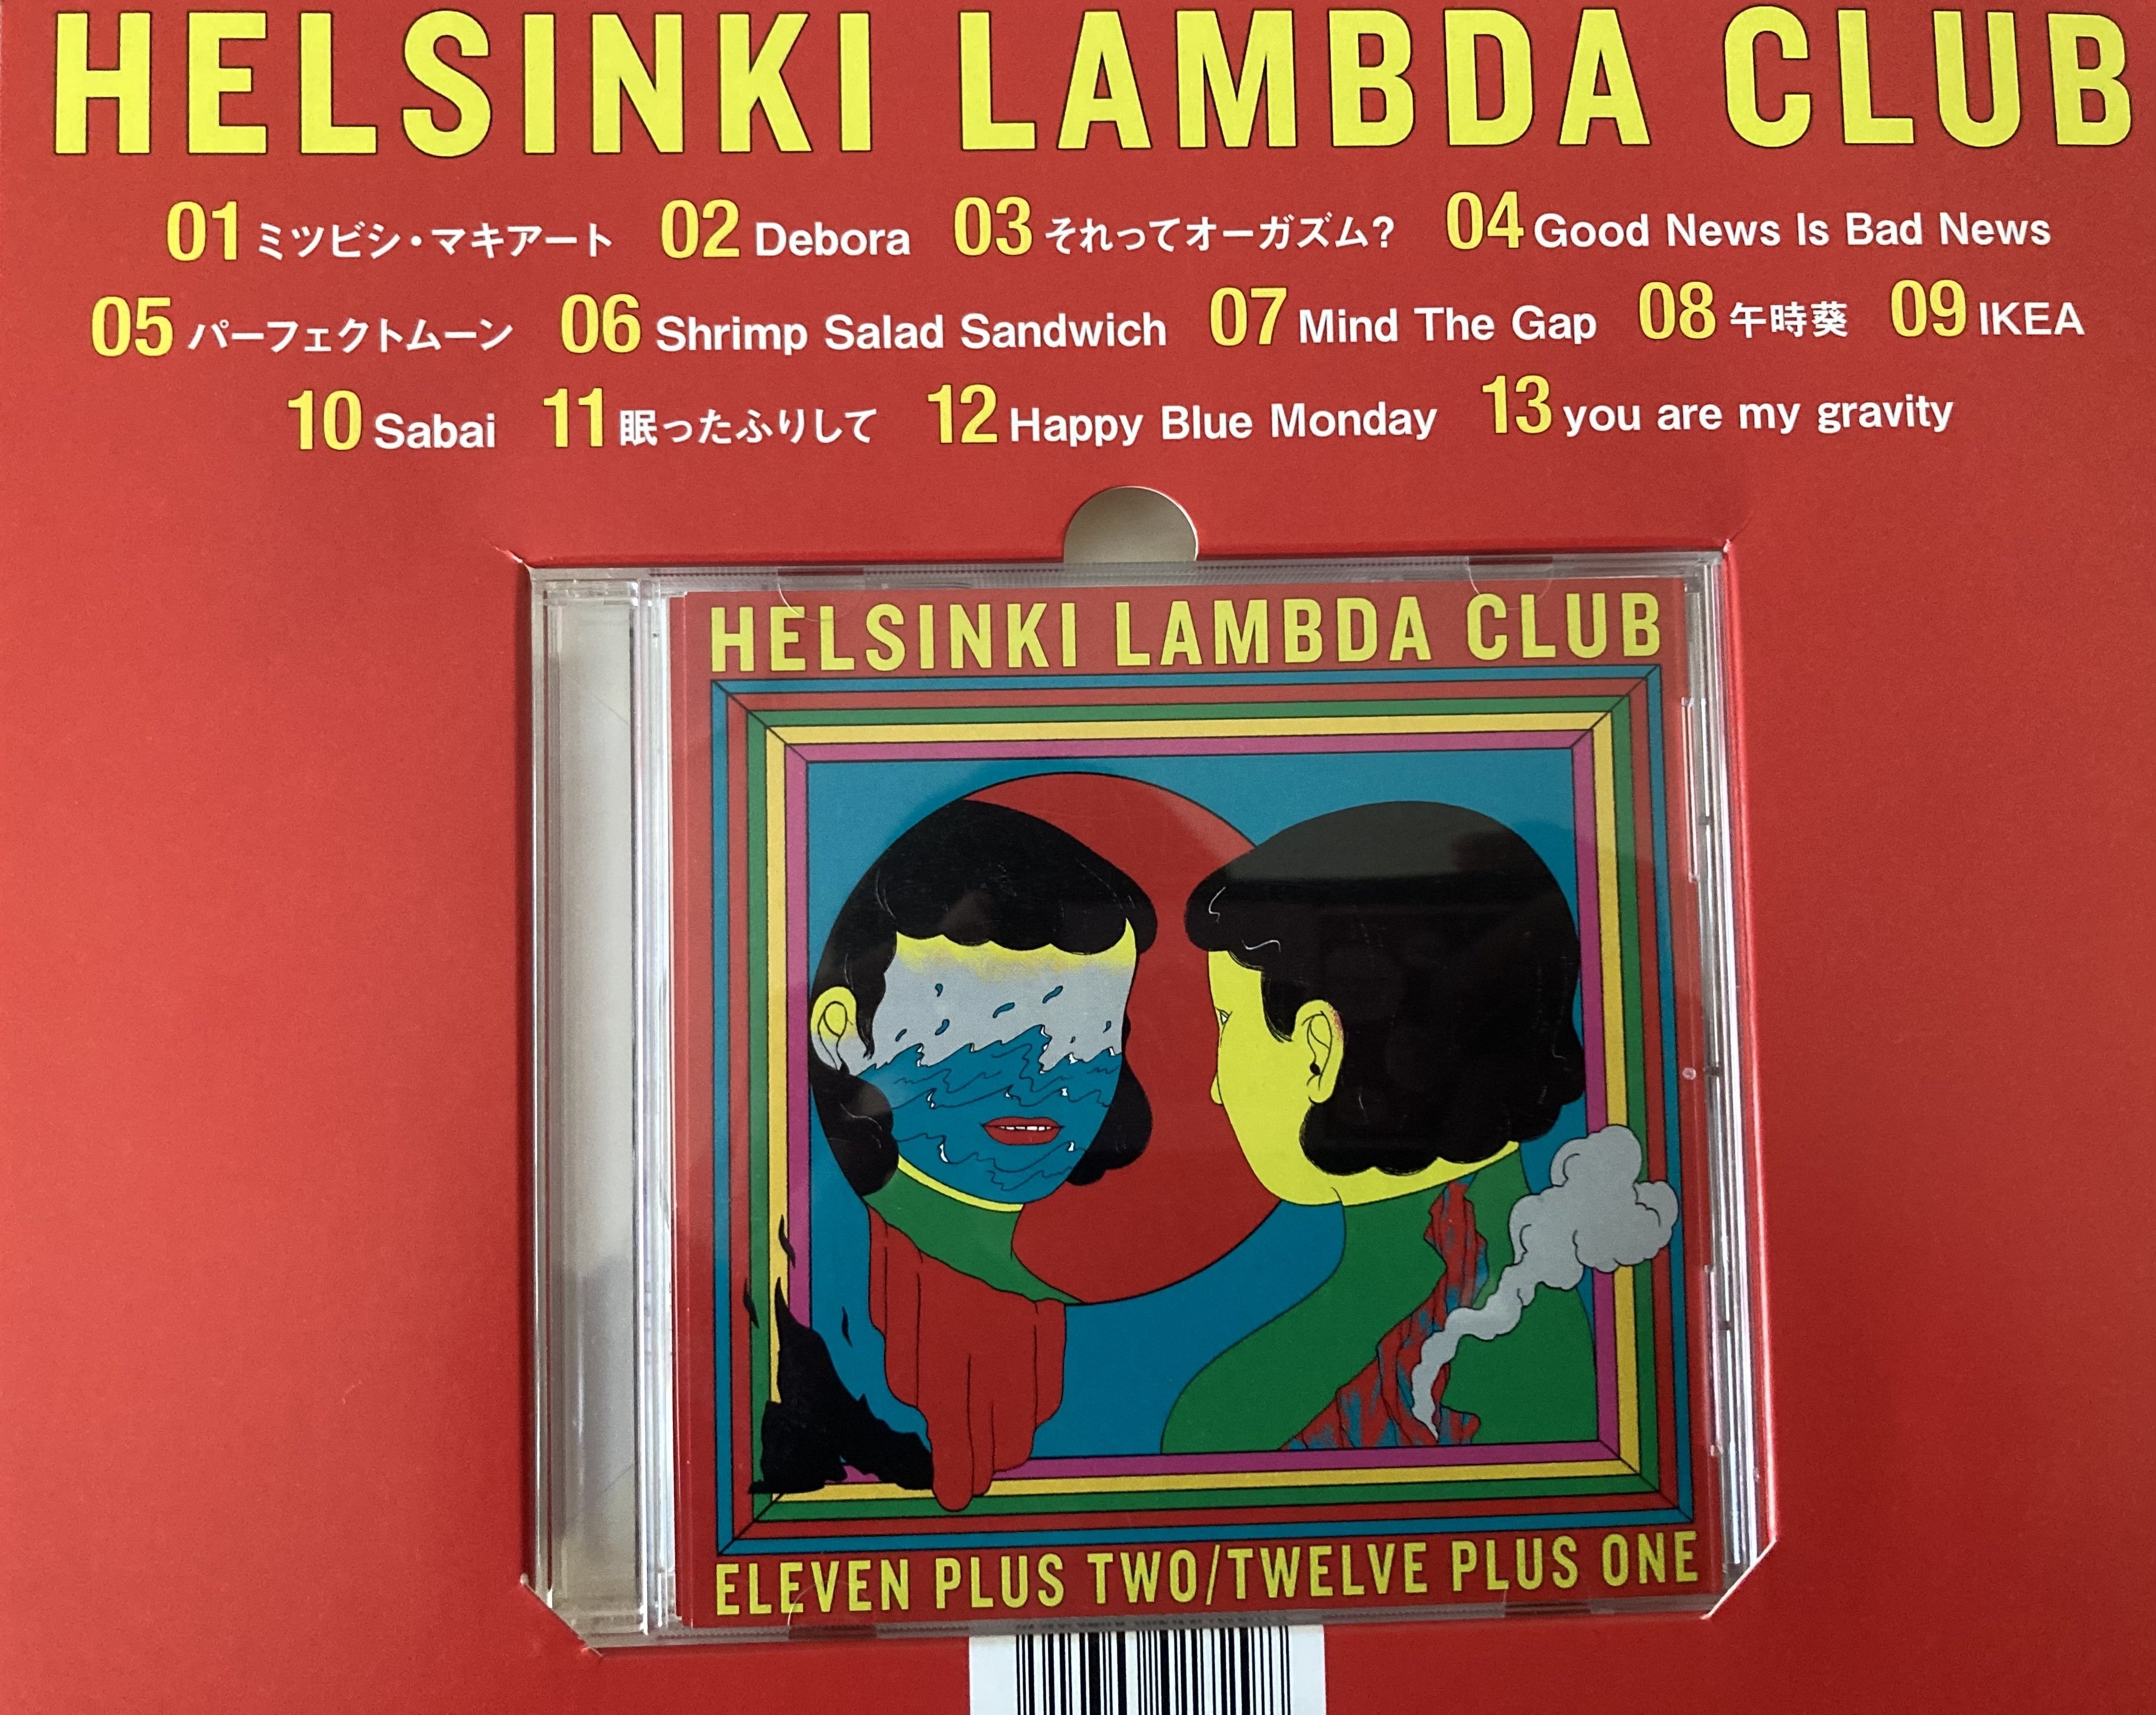 HELSINKI LAMBDA CLUB
01 ミツビシ・マキアート 02 Debora 03 それってオーガズム? 04 Good News Is Bad News
05 パーフェクトムーン 06 Shrimp Salad Sandwich 07 Mind The Gap 08 午時葵 09 IKEA
10 Sabai 11 眠ったふりして 12 Happy Blue Monday 13 you are my gravity
HELSINKI LAMBDA CLUB
ELEVEN PLUS TWO/TWELVE PLUS ONE